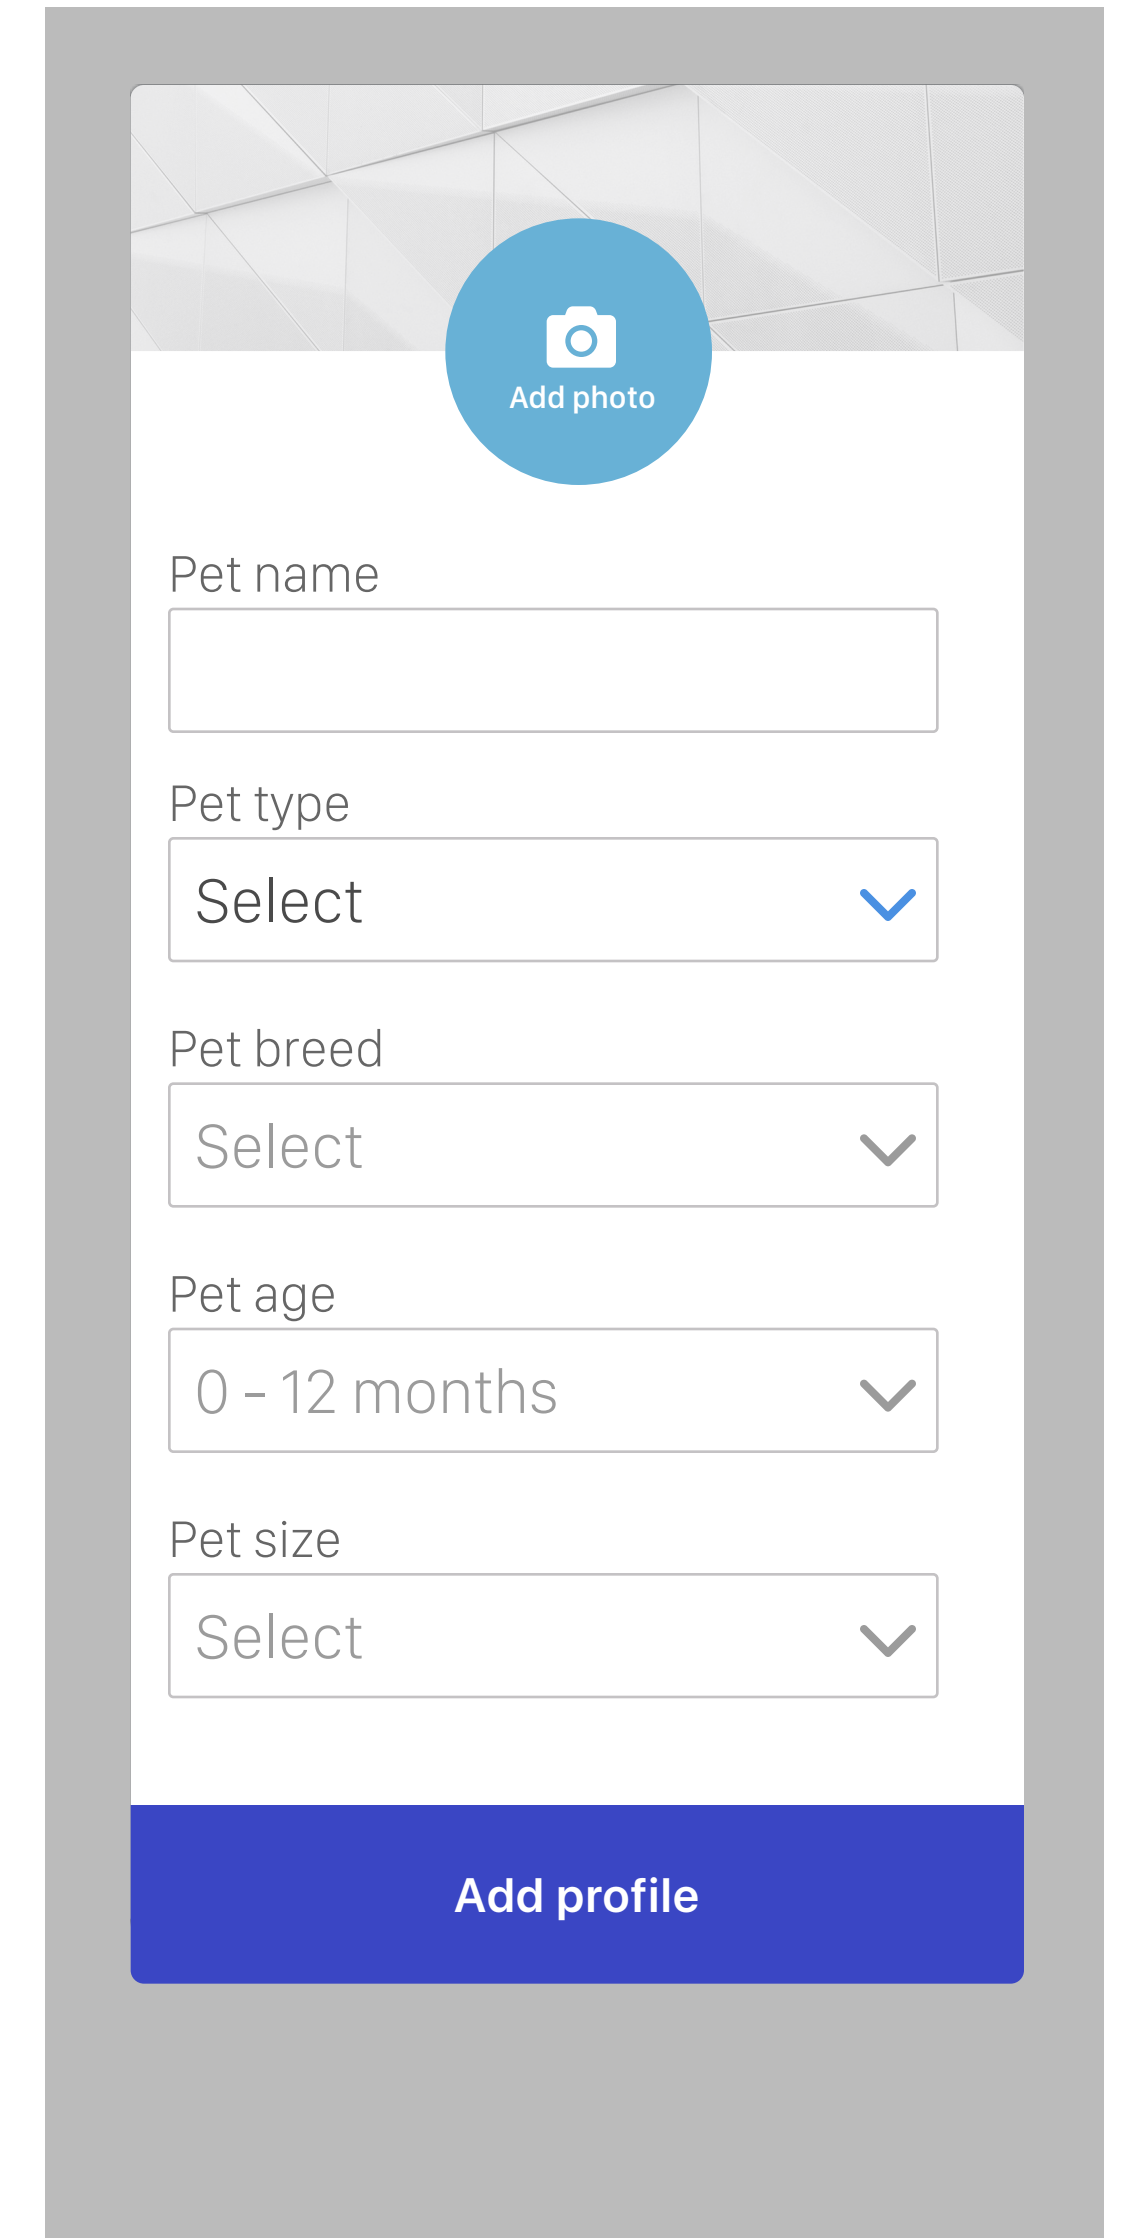 Add photo
Pet name
Pet type
Select
Pet breed
Select
Pet age
0 - 12 months
Pet size
Select
Add profile